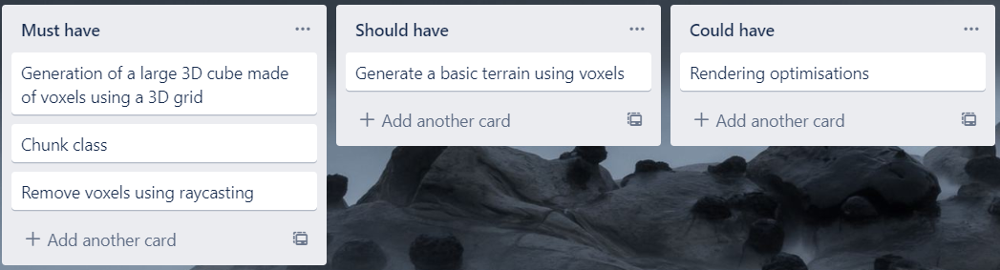 Must have
Generation of a large 3D cube made
of voxels using a 3D grid
Chunk class
Remove voxels using raycasting
Add another card
Should have
Generate a basic terrain using voxels
Add another card
Could have
Rendering optimisations
Add another card